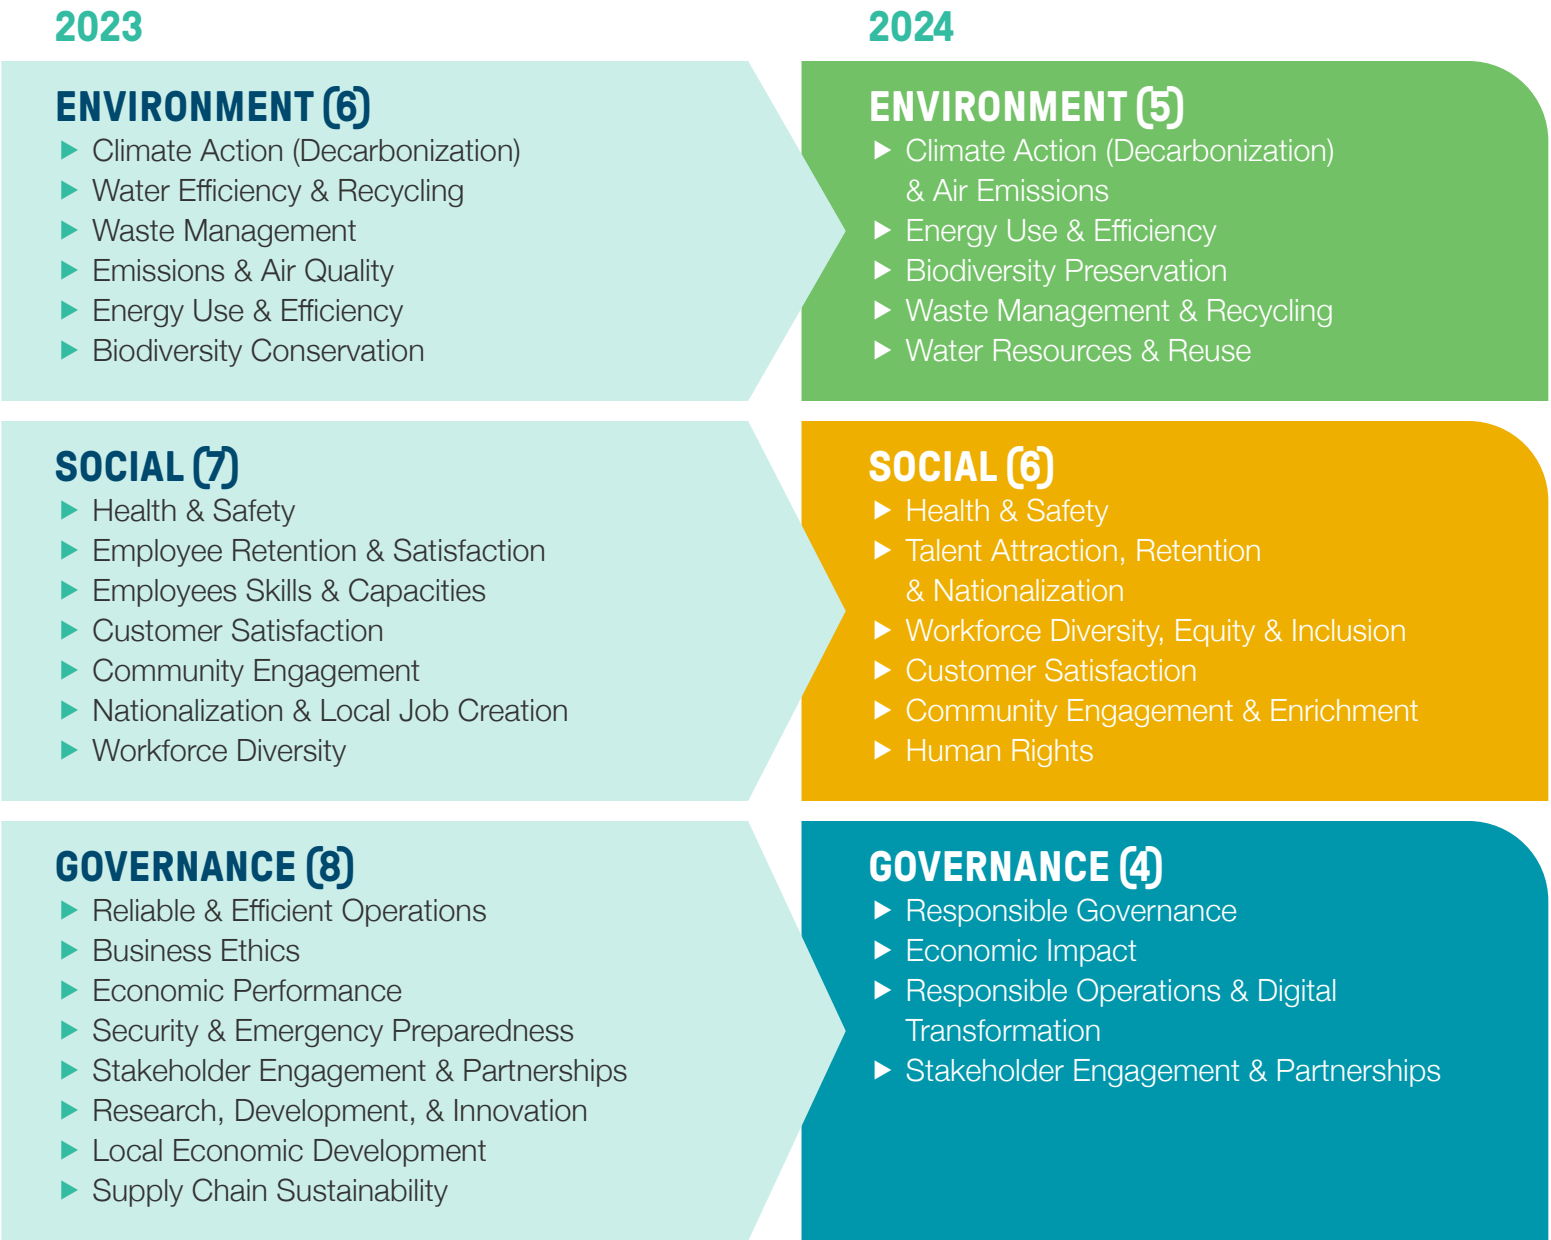 2023
ENVIRONMENT (6)
Climate Action (Decarbonization)
Water Efficiency & Recycling
Waste Management
Emissions & Air Quality
Energy Use & Efficiency
Biodiversity Conservation
SOCIAL (7)
Health & Safety
Employee Retention & Satisfaction
Employees Skills & Capacities
Customer Satisfaction
Community Engagement
Nationalization & Local Job Creation
Workforce Diversity
GOVERNANCE (8)
Reliable & Efficient Operations
Business Ethics
Economic Performance
Security & Emergency Preparedness
Stakeholder Engagement & Partnerships
Research, Development, & Innovation
Local Economic Development
Supply Chain Sustainability
2024
ENVIRONMENT (5)
Climate Action (Decarbonization)
& Air Emissions
Energy Use & Efficiency
Biodiversity Preservation
Waste Management & Recycling
Water Resources & Reuse
SOCIAL (6)
Health & Safety
Talent Attraction, Retention
& Nationalization
Workforce Diversity, Equity & Inclusion
Customer Satisfaction
Community Engagement & Enrichment
Human Rights
GOVERNANCE (4)
Responsible Governance
Economic Impact
Responsible Operations & Digital
Transformation
Stakeholder Engagement & Partnerships